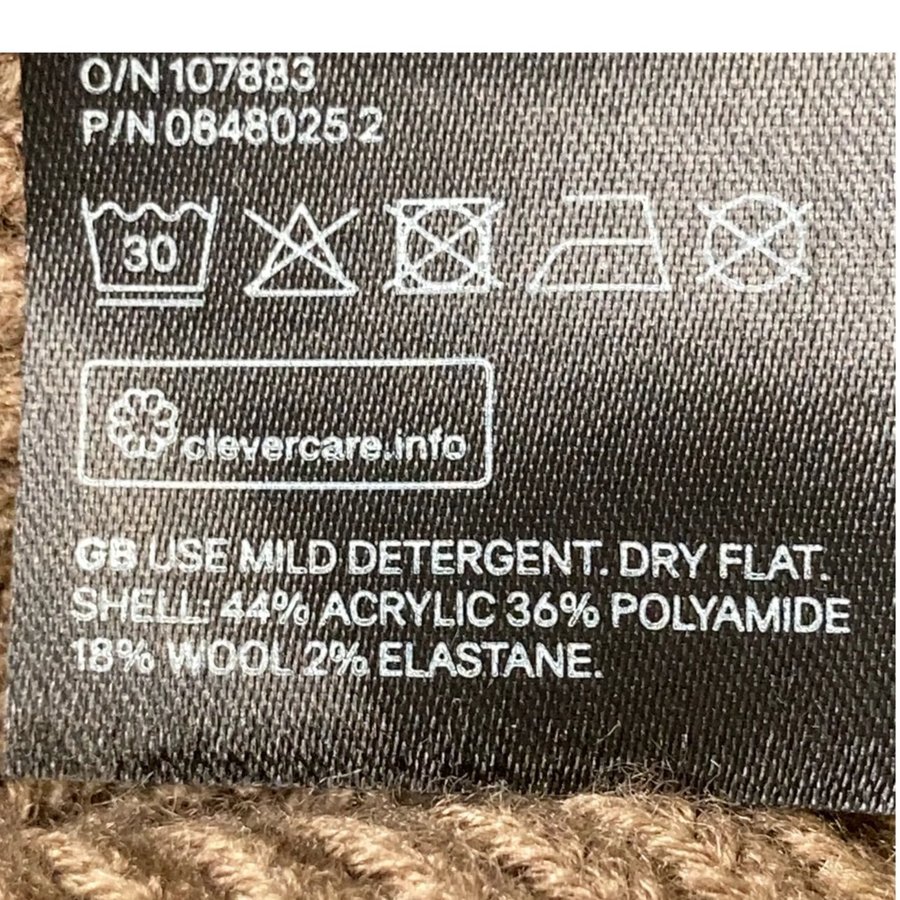 O/N 107883
P/N 0848025 2
30
clevercare.info
GB USE MILD DETERGENT. DRY FLAT.
SHELL: 44% ACRYLIC 36% POLYAMIDE
18% WOOL 2% ELASTANE.